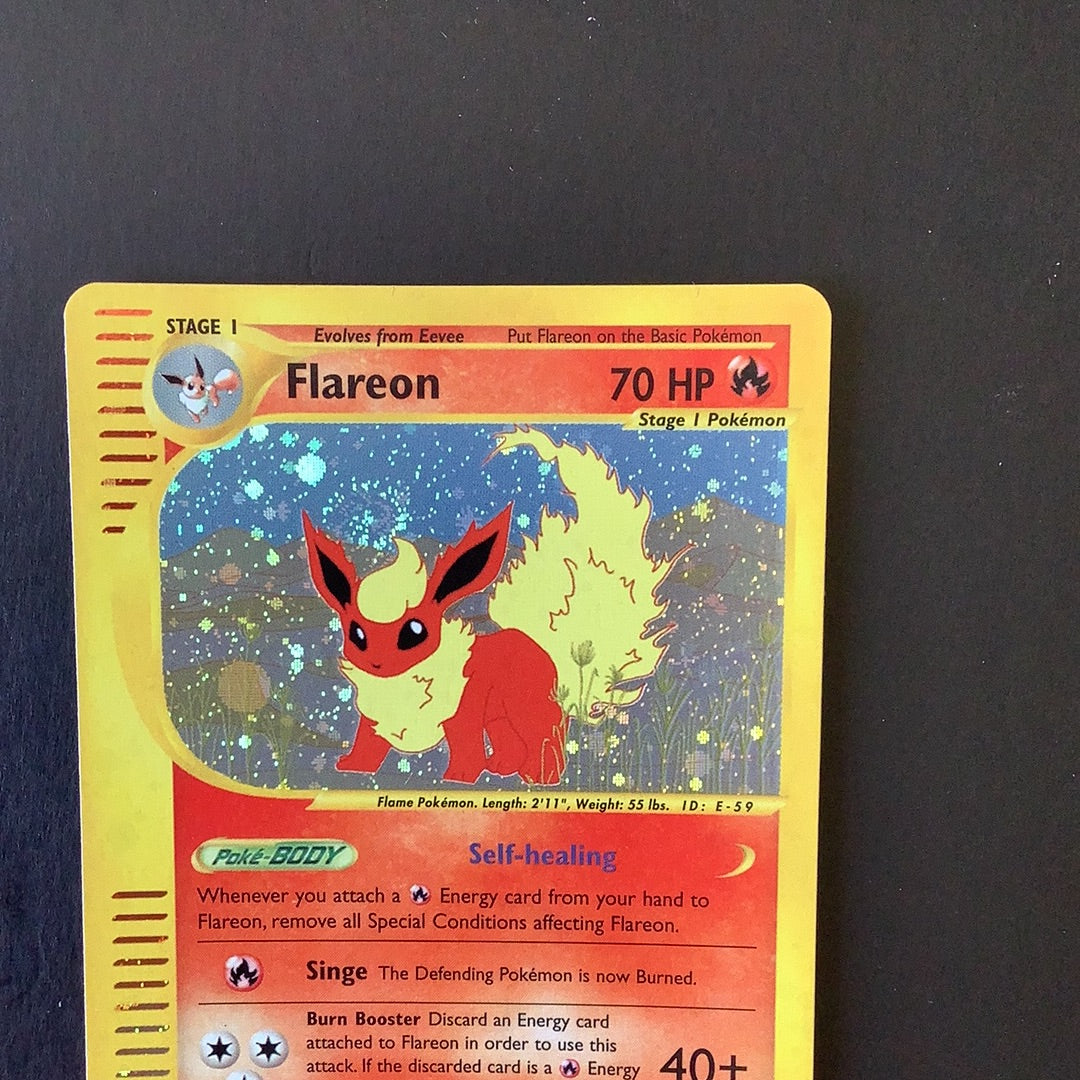 STAGE 1
Evolves from Eevee Put Flareon on the Basic Pokémon
Flareon 70 HP
Stage 1 Pokémon
Flame Pokémon. Length: 2'11", Weight: 55 lbs. ID: E-59
Poké-BODY Self-healing
Whenever you attach a Energy card from your hand to
Flareon, remove all Special Conditions affecting Flareon.
Singe The Defending Pokémon is now Burned.
Burn Booster Discard an Energy card
attached to Flareon in order to use this
attack. If the discarded card is a Energy
40+